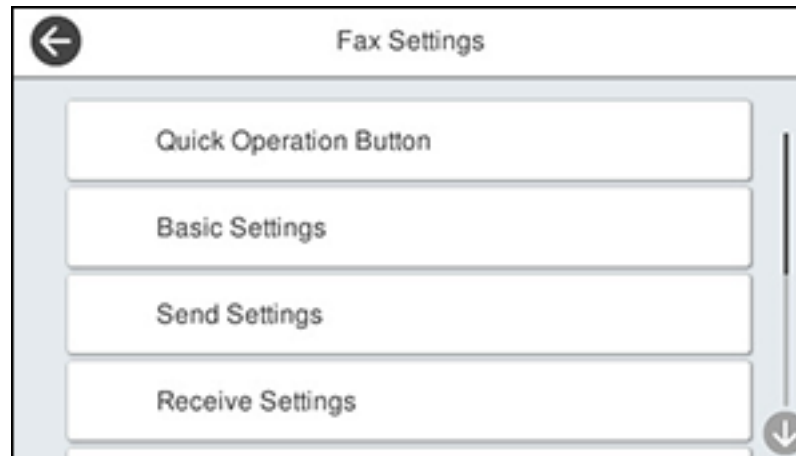 Fax Settings
Quick Operation Button
Basic Settings
Send Settings
Receive Settings